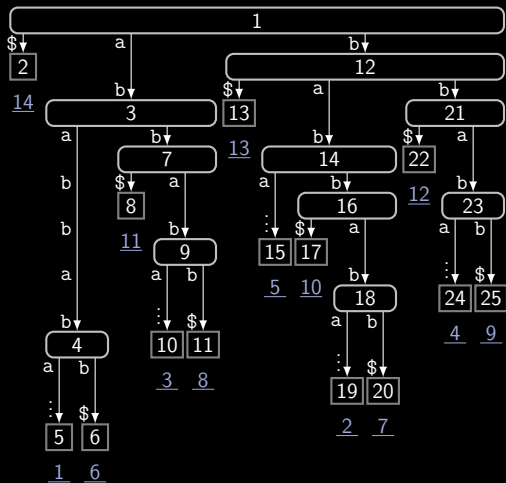 1
$ a b
2 b 12
14 3 $ a b
a b 13 b 21
7 13 14 $ a
b $ a a b 22
8 16 12 b
b 11 b $ a 23
9 15 17 a b
a b 5 10 b ⋮ $
a ⋮ $ 18 24 25
b 10 11 a b 4 9
4 3 8 ⋮ $
a b 19 20
⋮ $ 2 7
5 6
1 6